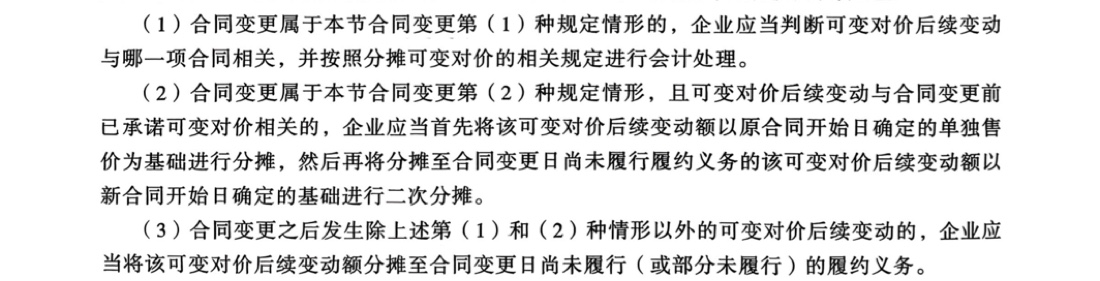 （1）合同变更属于本节合同变更第（1）种规定情形的，企业应当判断可变对价后续变动
与哪一项合同相关，并按照分摊可变对价的相关规定进行会计处理。
（2）合同变更属于本节合同变更第（2）种规定情形，且可变对价后续变动与合同变更前
已承诺可变对价相关的，企业应当首先将该可变对价后续变动额以原合同开始日确定的单独售
价为基础进行分摊，然后再将分摊至合同变更日尚未履行履约义务的该可变对价后续变动额以
新合同开始日确定的基础进行二次分摊。
（3）合同变更之后发生除上述第（1）和（2）种情形以外的可变对价后续变动的，企业应
当将该可变对价后续变动额分摊至合同变更日尚未履行（或部分未履行）的履约义务。